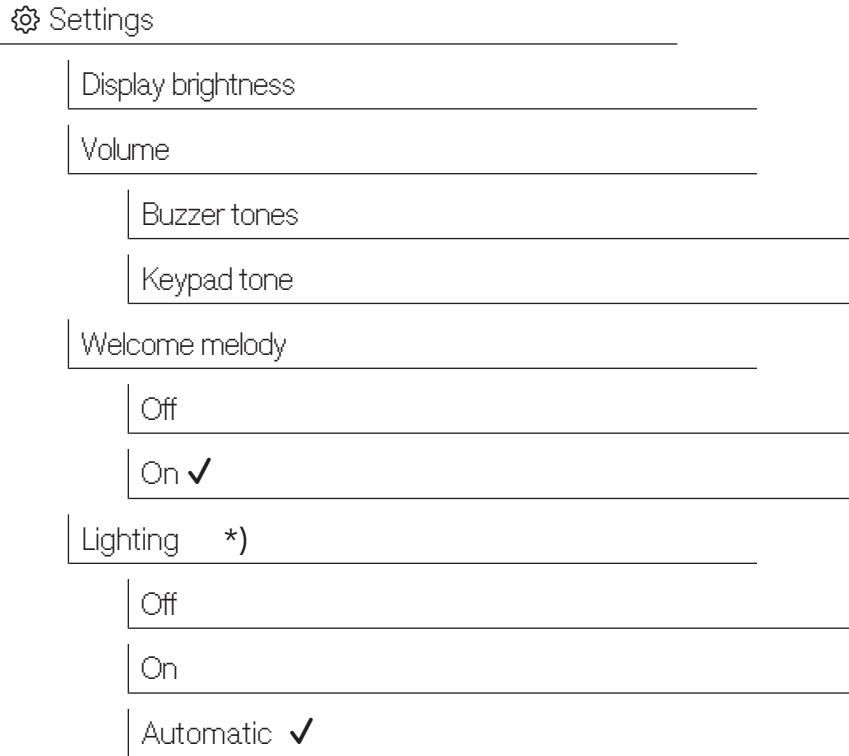 Settings
Display brightness
Volume
Buzzer tones
Keypad tone
Welcome melody
Off
On ✓
Lighting *)
Off
On
Automatic ✓